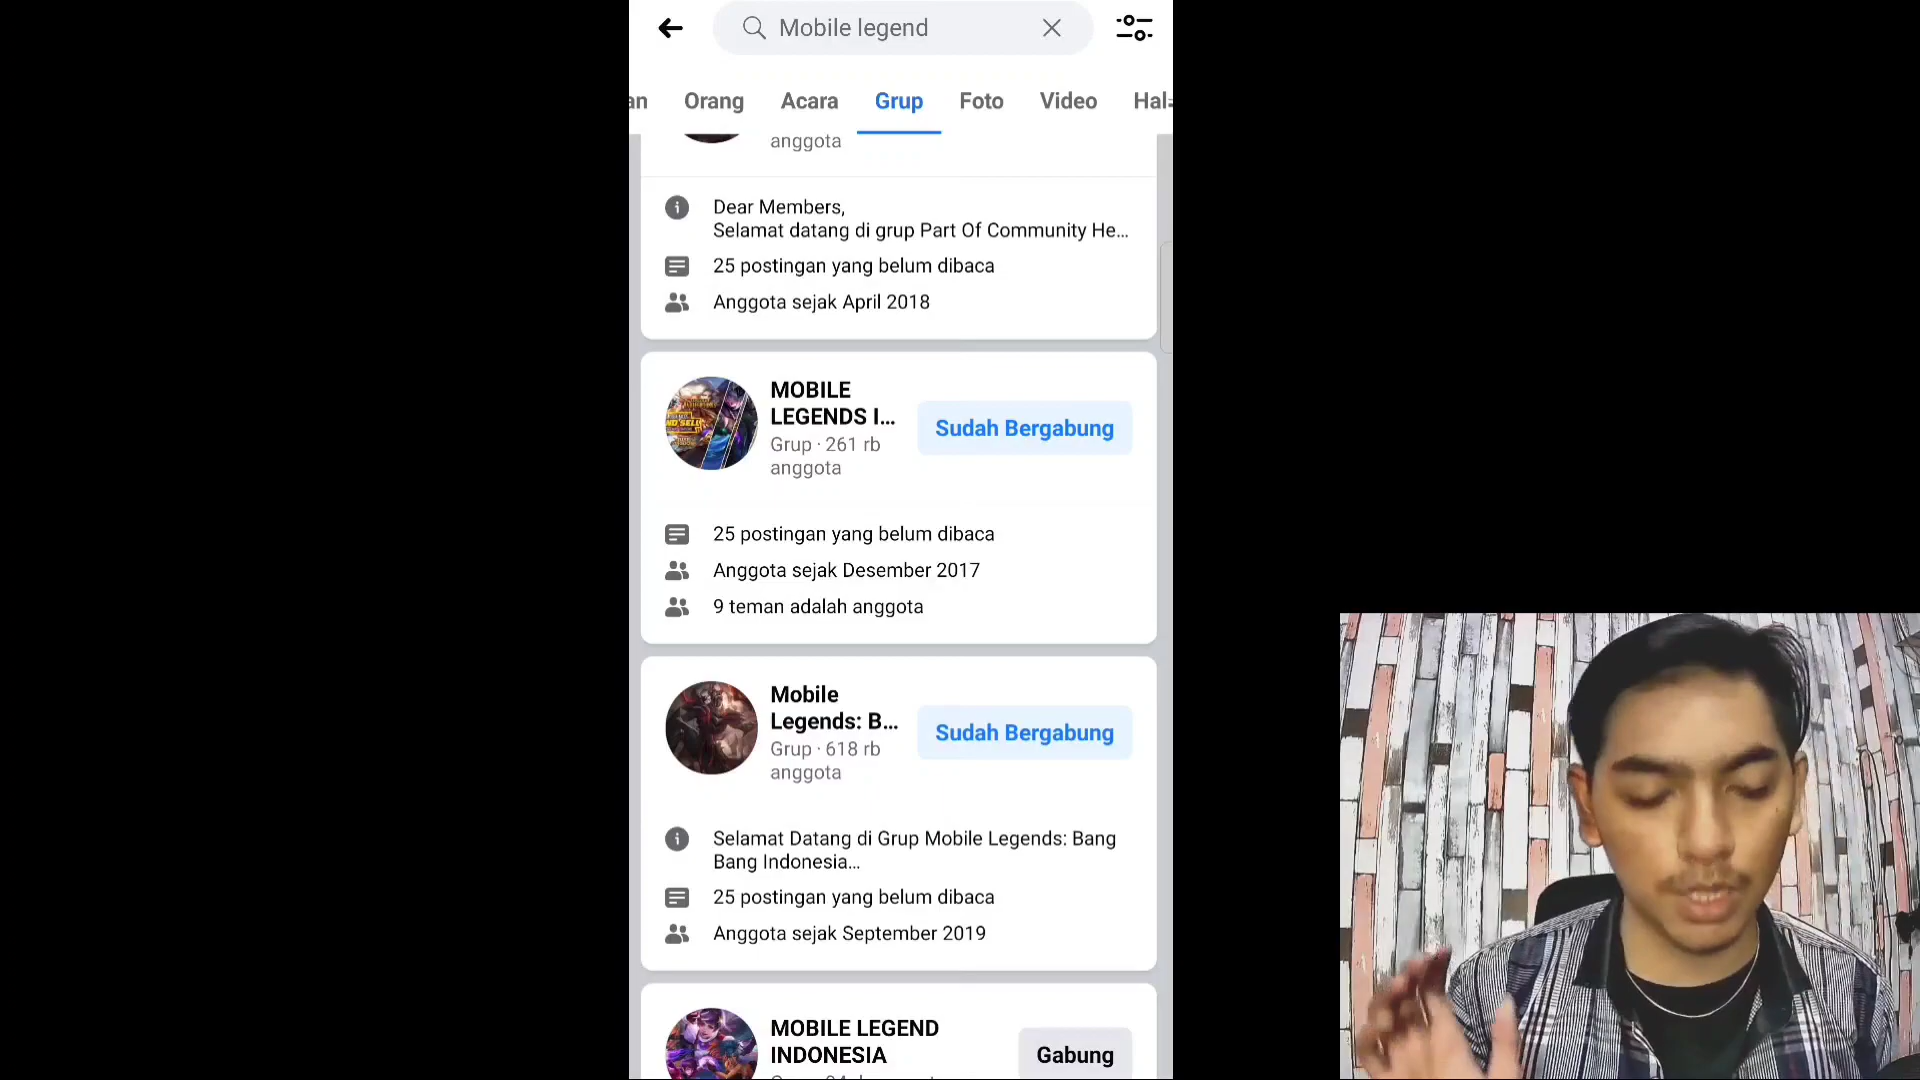 Mobile legend
an Orang Acara Grup Foto Video Hal
anggota
Dear Members,
Selamat datang di grup Part Of Community He...
25 postingan yang belum dibaca
Anggota sejak April 2018
MOBILE
LEGENDS I...
Grup · 261 rb
anggota
Sudah Bergabung
25 postingan yang belum dibaca
Anggota sejak Desember 2017
9 teman adalah anggota
Mobile
Legends: B...
Grup · 618 rb
anggota
Sudah Bergabung
Selamat Datang di Grup Mobile Legends: Bang
Bang Indonesia...
25 postingan yang belum dibaca
Anggota sejak September 2019
MOBILE LEGEND
INDONESIA
Gabung